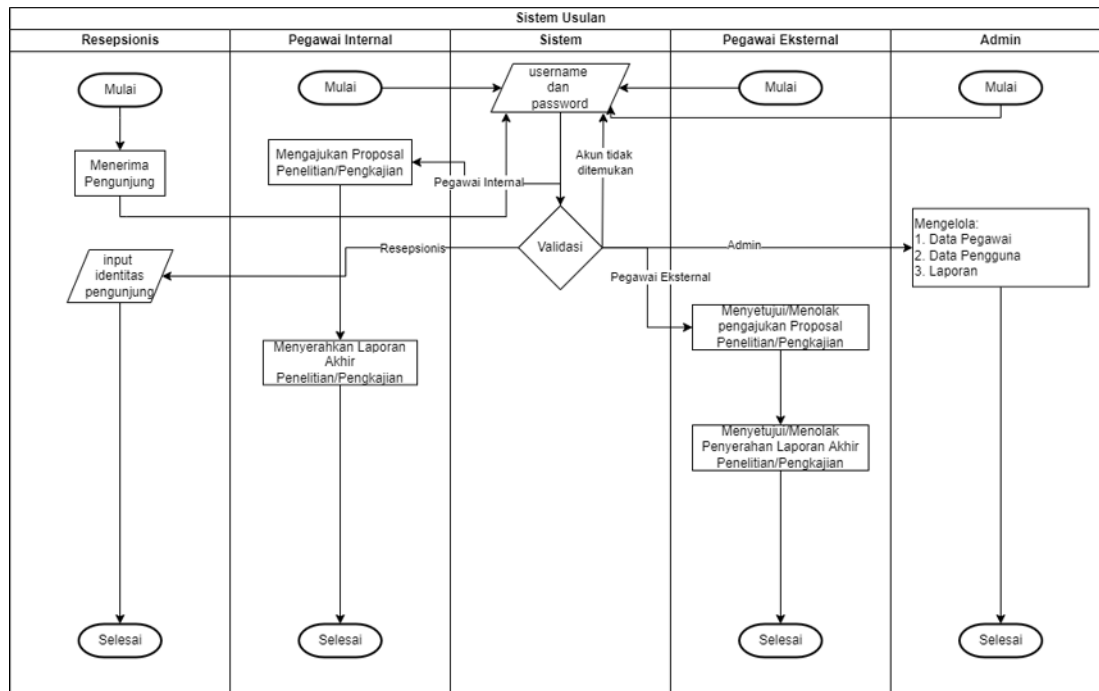 Sistem Usulan
Resepsionis
Pegawai Internal
Sistem
Pegawai Eksternal
Admin
Mulai
Mulai
username
dan
password
Mulai
Mulai
Menerima
Pengunjung
Mengajukan Proposal
Penelitian/Pengkajian
Akun tidak
ditemukan
Pegawai Internal
Validasi
Resepsionis
Admin
Pegawai Eksternal
Mengelola:
1. Data Pegawai
2. Data Pengguna
3. Laporan
input
identitas
pengunjung
Menyetujui/Menolak
pengajukan Proposal
Penelitian/Pengkajian
Menyerahkan Laporan
Akhir
Penelitian/Pengkajian
Menyetujui/Menolak
Penyerahan Laporan Akhir
Penelitian/Pengkajian
Selesai
Selesai
Selesai
Selesai